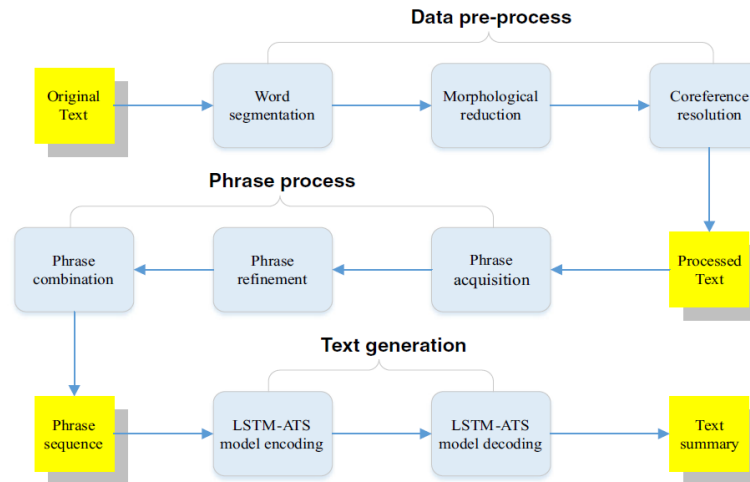 Data pre-process
Original
Text
Word
segmentation
Morphological
reduction
Coreference
resolution
Phrase process
Phrase
combination
Phrase
refinement
Phrase
acquisition
Processed
Text
Text generation
Phrase
sequence
LSTM-ATS
model encoding
LSTM-ATS
model decoding
Text
summary